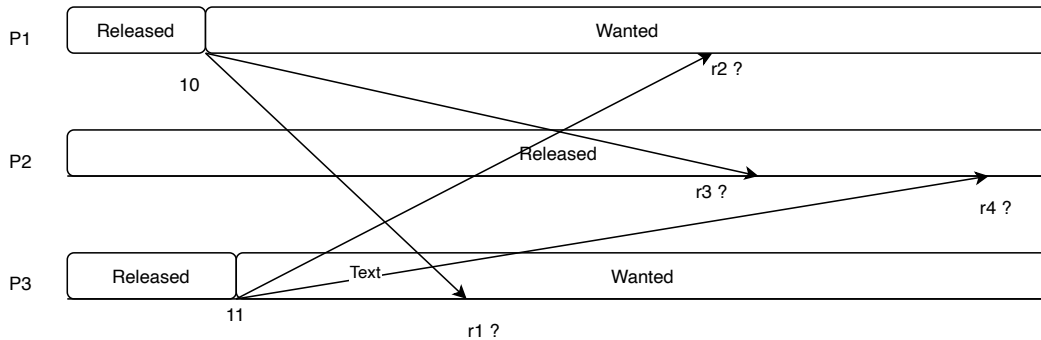 P1
Released
Wanted
10
r2 ?
P2
Released
r3 ?
r4 ?
P3
Released
Text
Wanted
11
r1 ?